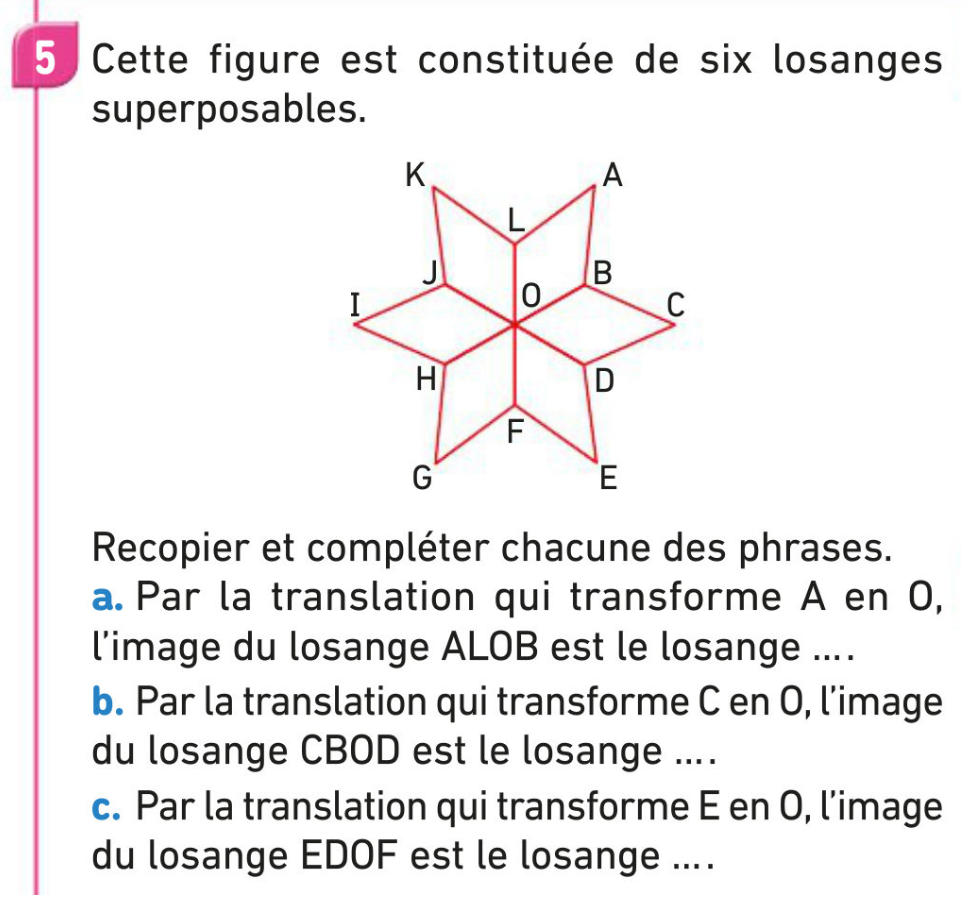 5 Cette figure est constituée de six losanges
superposables.
K A
L
J B
I O C
H D
F
G E
Recopier et compléter chacune des phrases.
a. Par la translation qui transforme A en O,
l'image du losange ALOB est le losange ....
b. Par la translation qui transforme C en O, l'image
du losange CBOD est le losange ....
c. Par la translation qui transforme E en O, l'image
du losange EDOF est le losange ....